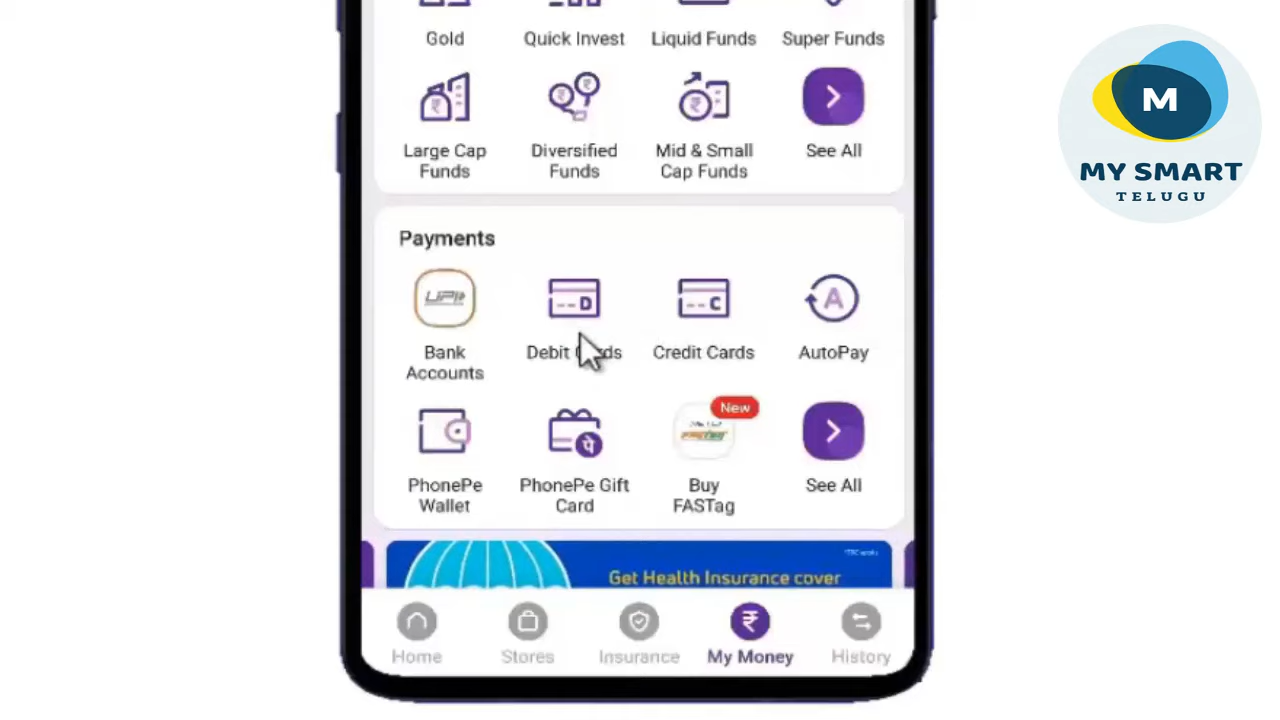 Gold
Quick Invest
Liquid Funds
Super Funds
M
MY SMART
TELUGU
Large Cap
Funds
Diversified
Funds
Mid & Small
Cap Funds
See All
Payments
UPI
D
C
A
Bank
Accounts
Debit Cards
Credit Cards
AutoPay
New
पे
PhonePe
Wallet
PhonePe Gift
Card
Buy
FASTag
See All
Get Health Insurance cover
Home
Stores
Insurance
My Money
History